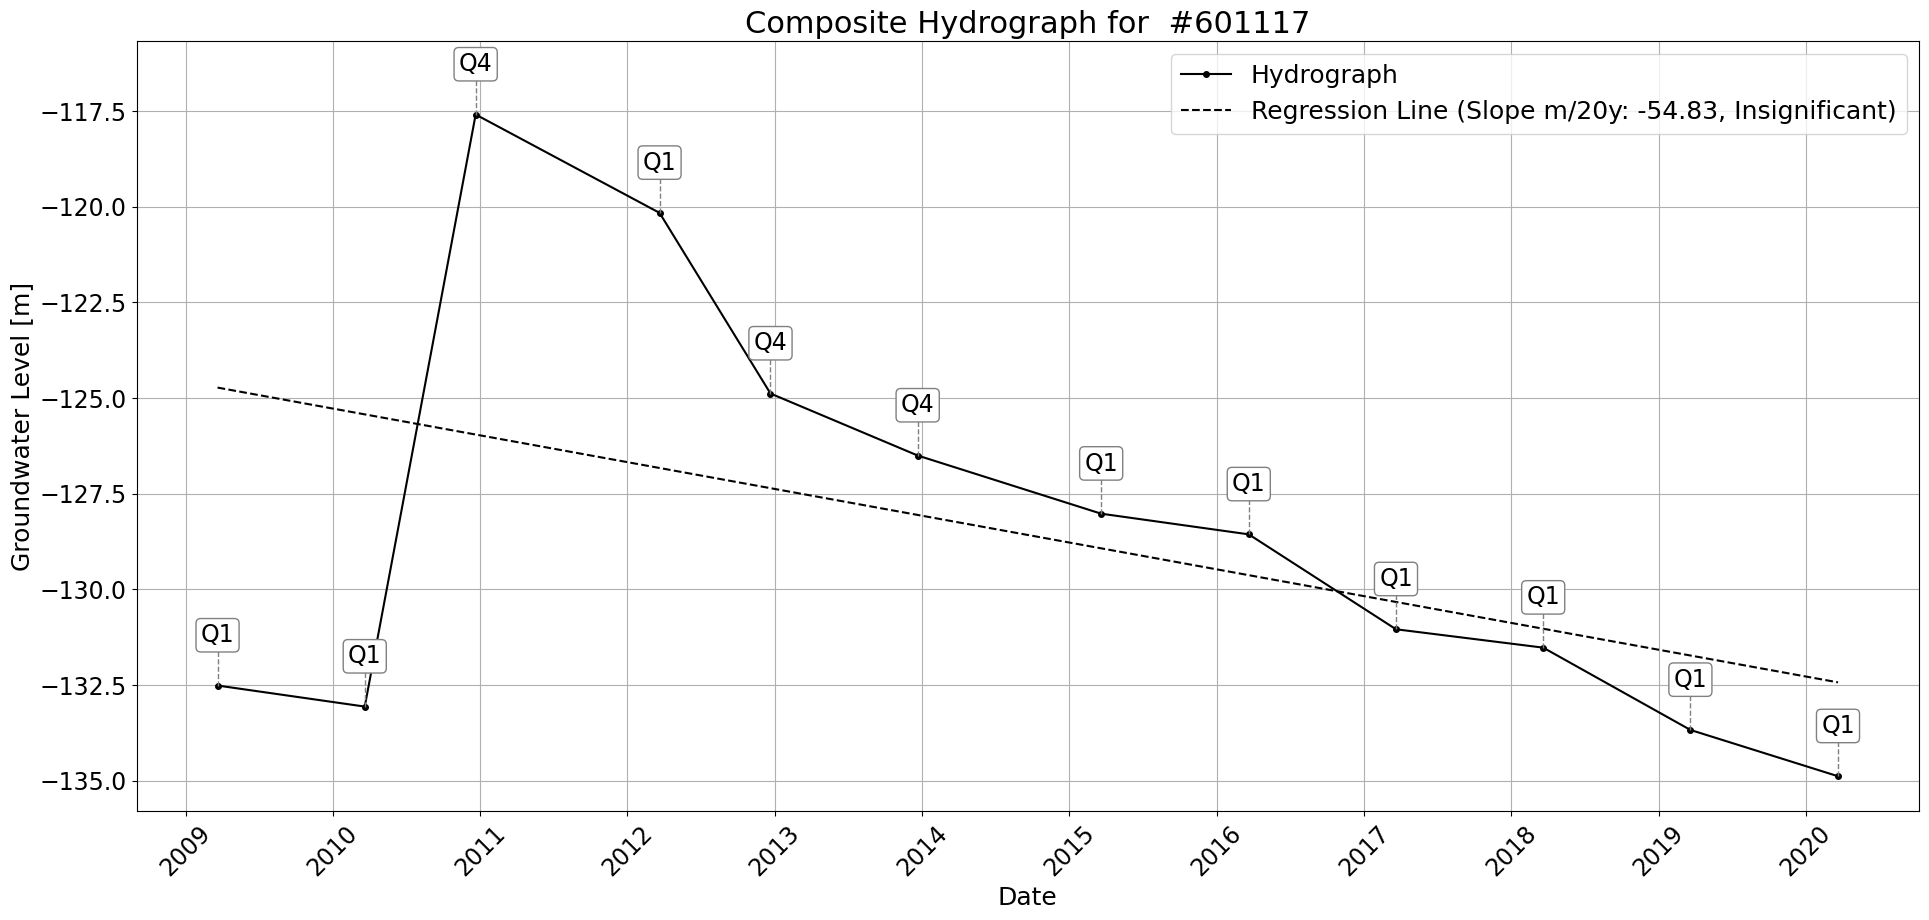 Composite Hydrograph for  #601117
Hydrograph
Regression Line (Slope m/20y: -54.83, Insignificant)
Groundwater Level [m]
−117.5
−120.0
−122.5
−125.0
−127.5
−130.0
−132.5
−135.0
Q1
Q1
Q4
Q1
Q4
Q4
Q1
Q1
Q1
Q1
Q1
Q1
2009
2010
2011
2012
2013
2014
2015
2016
2017
2018
2019
2020
Date